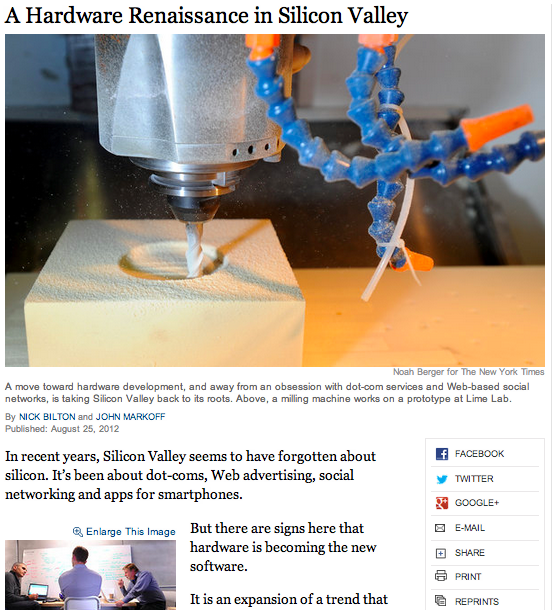 A Hardware Renaissance in Silicon Valley
Noah Berger for The New York Times
A move toward hardware development, and away from an obsession with dot-com services and Web-based social
networks, is taking Silicon Valley back to its roots. Above, a milling machine works on a prototype at Lime Lab.
By NICK BILTON and JOHN MARKOFF
Published: August 25, 2012
In recent years, Silicon Valley seems to have forgotten about
silicon. It’s been about dot-coms, Web advertising, social
networking and apps for smartphones.
Enlarge This Image
But there are signs here that
hardware is becoming the new
software.
It is an expansion of a trend that
FACEBOOK
TWITTER
GOOGLE+
E-MAIL
SHARE
PRINT
REPRINTS